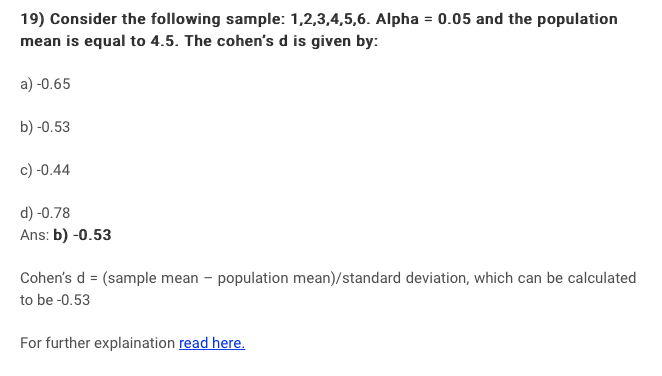 19) Consider the following sample: 1,2,3,4,5,6. Alpha = 0.05 and the population
mean is equal to 4.5. The cohen's d is given by:
a) -0.65
b) -0.53
c) -0.44
d) -0.78
Ans: b) -0.53
Cohen's d = (sample mean – population mean)/standard deviation, which can be calculated
to be -0.53
For further explaination read here.